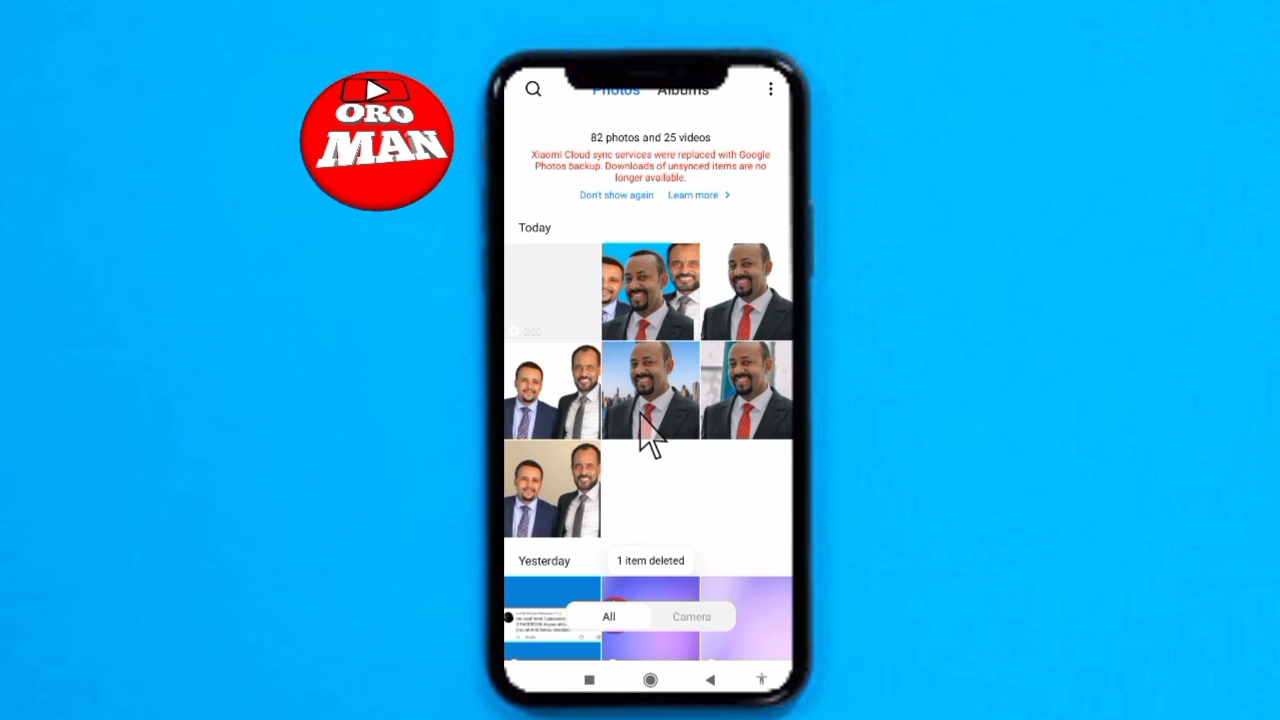 ORO
MAN
Photos Albums
82 photos and 25 videos
Xiaomi Cloud sync services were replaced with Google
Photos backup. Downloads of unsynced items are no
longer available.
Don't show again Learn more
Today
0:00
Yesterday
1 item deleted
All Camera